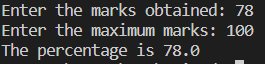 Enter the marks obtained: 78
Enter the maximum marks: 100
The percentage is 78.0